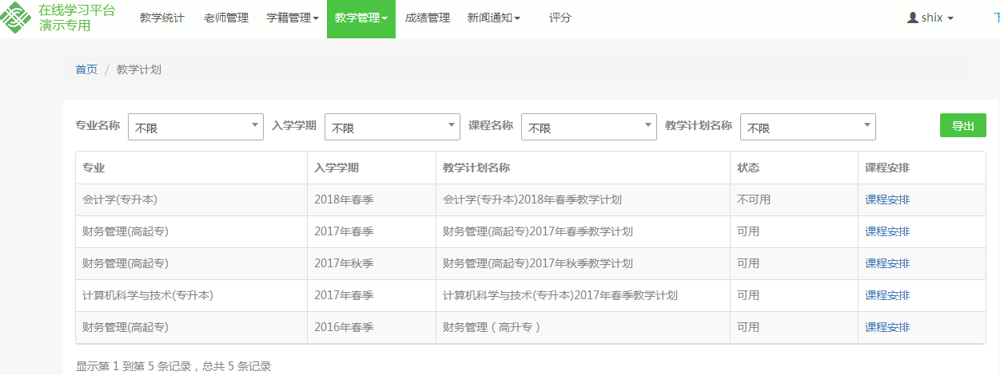 在线学习平台
演示专用
教学统计 老师管理 学籍管理 教学管理 成绩管理 新闻通知 评分 shix
首页 / 教学计划
专业名称 不限 入学学期 不限 课程名称 不限 教学计划名称 不限 导出
专业 入学学期 教学计划名称 状态 课程安排
会计学(专升本) 2018年春季 会计学(专升本)2018年春季教学计划 不可用 课程安排
财务管理(高起专) 2017年春季 财务管理(高起专)2017年春季教学计划 可用 课程安排
财务管理(高起专) 2017年秋季 财务管理(高起专)2017年秋季教学计划 可用 课程安排
计算机科学与技术(专升本) 2017年春季 计算机科学与技术(专升本)2017年春季教学计划 可用 课程安排
财务管理(高起专) 2016年春季 财务管理（高升专） 可用 课程安排
显示第 1 到第 5 条记录，总共 5 条记录